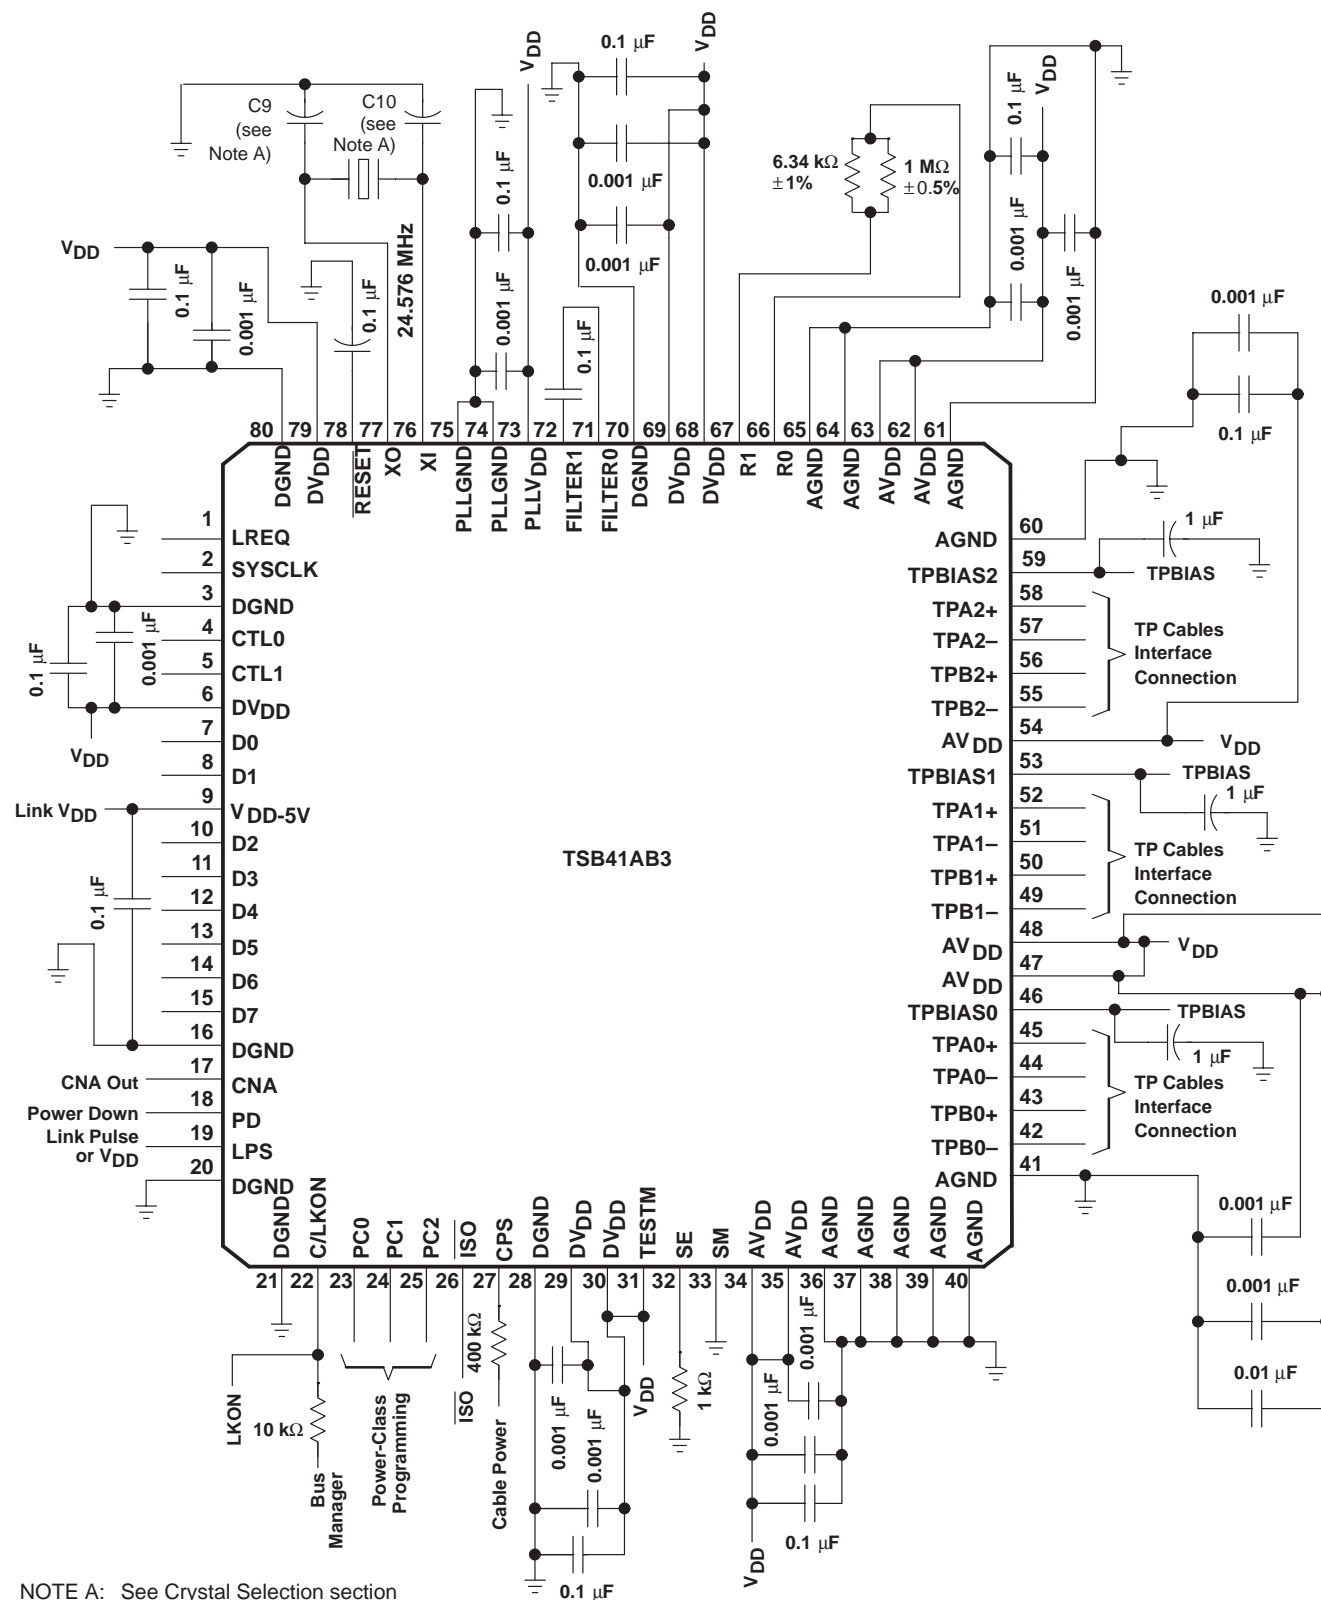 0.1 µF
VDD
VDD
C9
(see
Note A)
C10
(see
Note A)
24.576 MHz
VDD
0.1 µF
0.001 µF
0.1 µF
0.1 µF
0.001 µF
0.001 µF
0.001 µF
0.1 µF
6.34 kΩ
±1%
1 MΩ
±0.5%
0.1 µF
VDD
0.001 µF
0.001 µF
0.001 µF
0.1 µF
80 79 78 77 76 75 74 73 72 71 70 69 68 67 66 65 64 63 62 61
DGND
DVDD
RESET
XO
XI
PLLGND
PLLGND
PLLVDD
FILTER1
FILTER0
DGND
DVDD
DVDD
R1
R0
AGND
AGND
AVDD
AVDD
AGND
1 LREQ
2 SYSCLK
3 DGND
4 CTL0
5 CTL1
6 DVDD
7 D0
8 D1
9 VDD-5V
10 D2
11 D3
12 D4
13 D5
14 D6
15 D7
16 DGND
17 CNA
18 PD
19 LPS
20 DGND
0.1 µF
0.001 µF
VDD
Link VDD
0.1 µF
CNA Out
Power Down
Link Pulse
or VDD
TSB41AB3
AGND 60
TPBIAS2 59
TPA2+ 58
TPA2– 57
TPB2+ 56
TPB2– 55
AVDD 54
TPBIAS1 53
TPA1+ 52
TPA1– 51
TPB1+ 50
TPB1– 49
AVDD 48
AVDD 47
TPBIAS0 46
TPA0+ 45
TPA0– 44
TPB0+ 43
TPB0– 42
AGND 41
1 µF
TPBIAS
TP Cables
Interface
Connection
VDD
TPBIAS
1 µF
TP Cables
Interface
Connection
VDD
TPBIAS
1 µF
TP Cables
Interface
Connection
0.001 µF
0.001 µF
0.01 µF
DGND
C/LKON
PC0
PC1
PC2
ISO
CPS
DGND
DVDD
DVDD
TESTM
SE
SM
AVDD
AVDD
AGND
AGND
AGND
AGND
AGND
21 22 23 24 25 26 27 28 29 30 31 32 33 34 35 36 37 38 39 40
LKON
10 kΩ
Bus
Manager
Power-Class
Programming
ISO
400 kΩ
Cable Power
0.001 µF
0.001 µF
0.1 µF
VDD
1 kΩ
0.001 µF
0.001 µF
0.1 µF
VDD
NOTE A: See Crystal Selection section